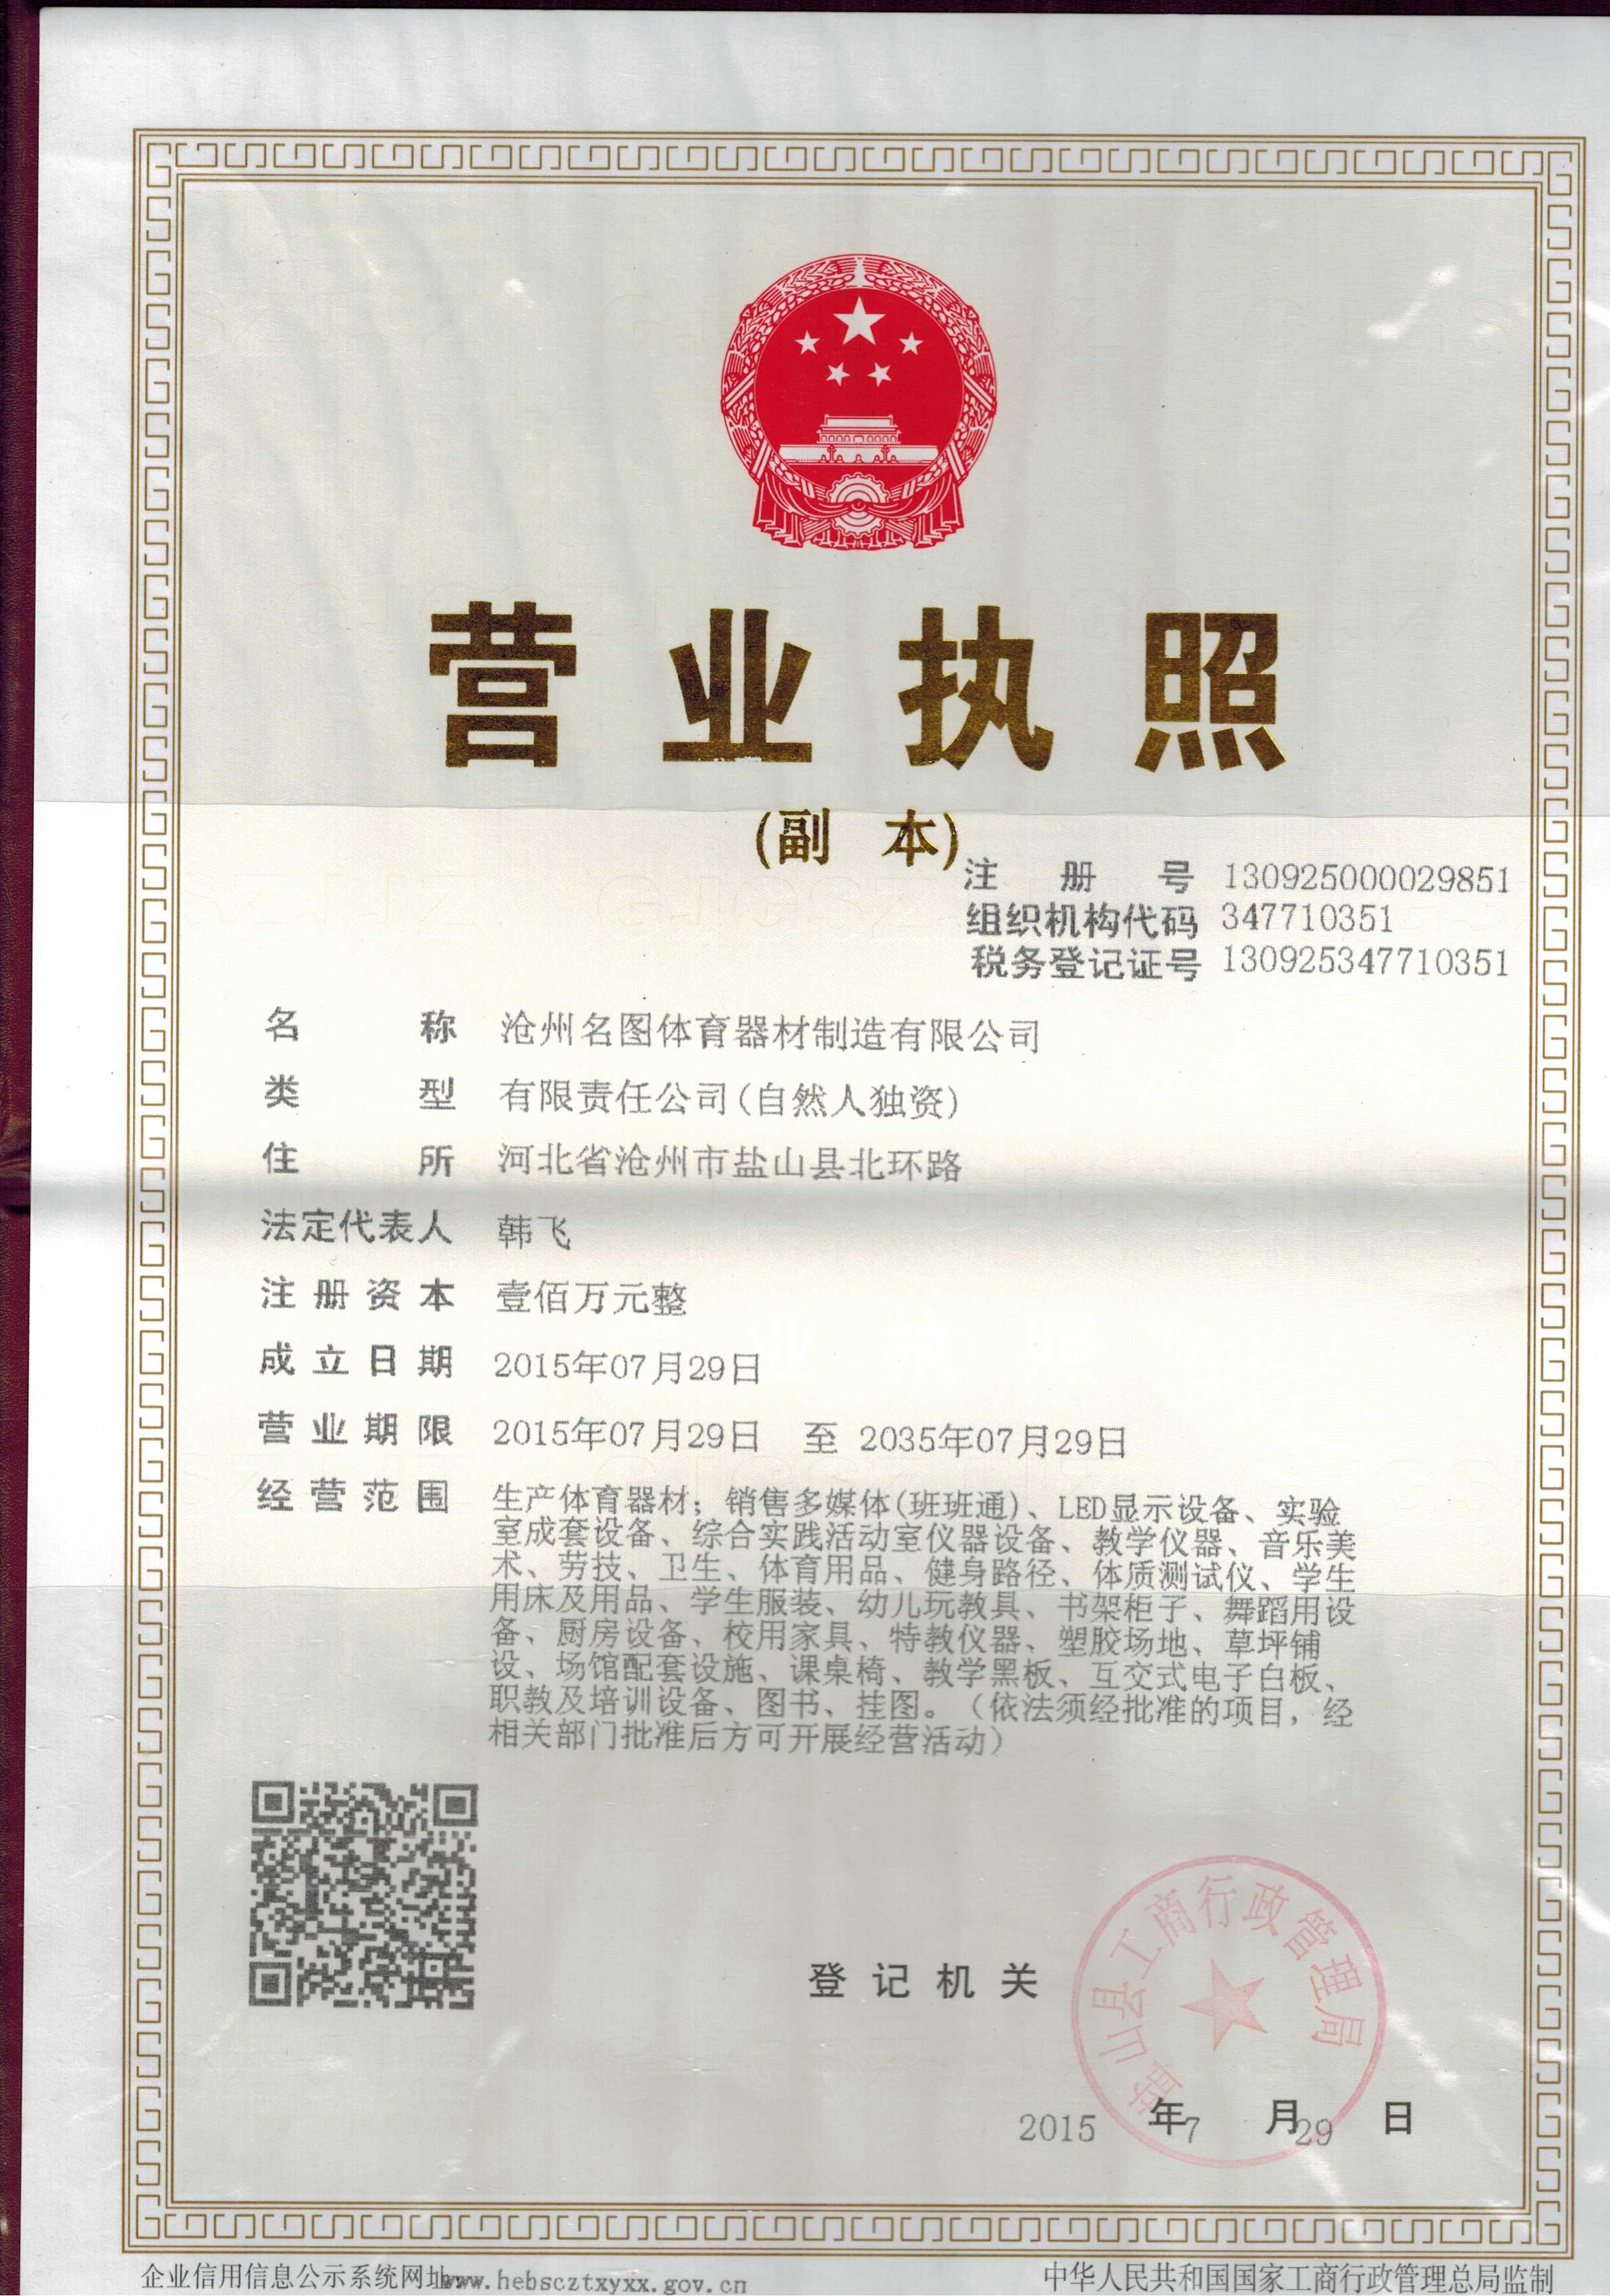 营业执照
(副 本)
注 册 号 130925000029851
组织机构代码 347710351
税务登记证号 130925347710351
名 称 沧州名图体育器材制造有限公司
类 型 有限责任公司(自然人独资)
住 所 河北省沧州市盐山县北环路
法定代表人 韩飞
注册资本 壹佰万元整
成立日期 2015年07月29日
营业期限 2015年07月29日 至 2035年07月29日
经营范围 生产体育器材；销售多媒体(班班通)、LED显示设备、实验
室成套设备、综合实践活动室仪器设备、教学仪器、音乐美
术、劳技、卫生、体育用品、健身路径、体质测试仪、学生
用床及用品、学生服装、幼儿玩教具、书架柜子、舞蹈用设
备、厨房设备、校用家具、特教仪器、塑胶场地、草坪铺
设、场馆配套设施、课桌椅、教学黑板、互交式电子白板、
职教及培训设备、图书、挂图。（依法须经批准的项目，经
相关部门批准后方可开展经营活动）
登记机关
盐山县工商行政管理局
2015 年7 月29 日
企业信用信息公示系统网址www.hebscztxyxx.gov.cn
中华人民共和国国家工商行政管理总局监制